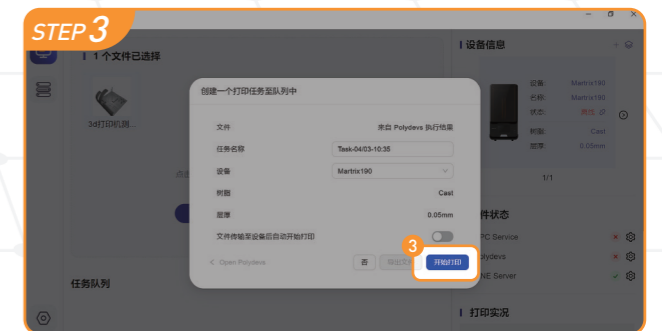 STEP 3
1 个文件已选择
3d打印机测...
任务队列
创建一个打印任务至队列中
文件 来自 Polydevs 执行结果
任务名称 Task-04/03-10:35
设备 Martrix190
树脂 Cast
层厚 0.05mm
文件传输至设备后自动开始打印
3
< Open Polydevs 否 导出文件 开始打印
设备信息
设备: Martrix190
名称: Martrix190
状态:
树脂: Cast
层厚: 0.05mm
1/1
件状态
PC Service
olydevs
NE Server
打印实况